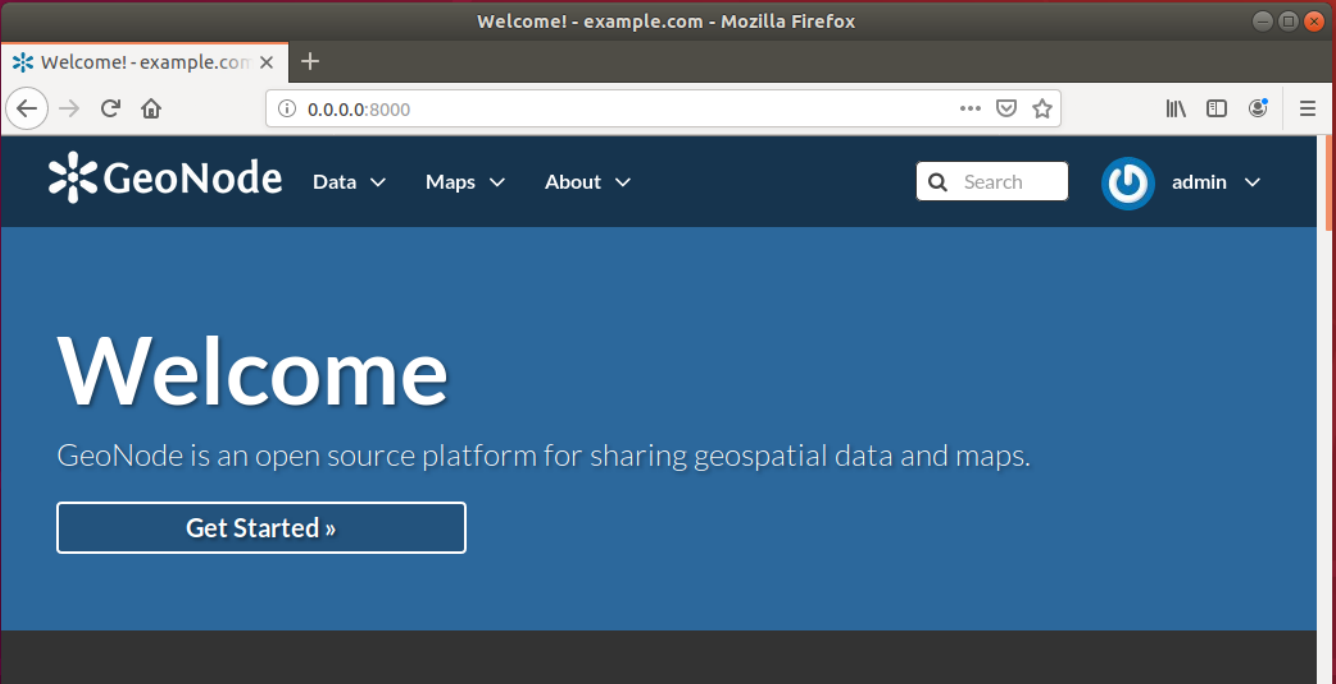 Welcome! - example.com - Mozilla Firefox
Welcome! - example.com
0.0.0.0:8000
GeoNode Data Maps About Search admin
Welcome
GeoNode is an open source platform for sharing geospatial data and maps.
Get Started »